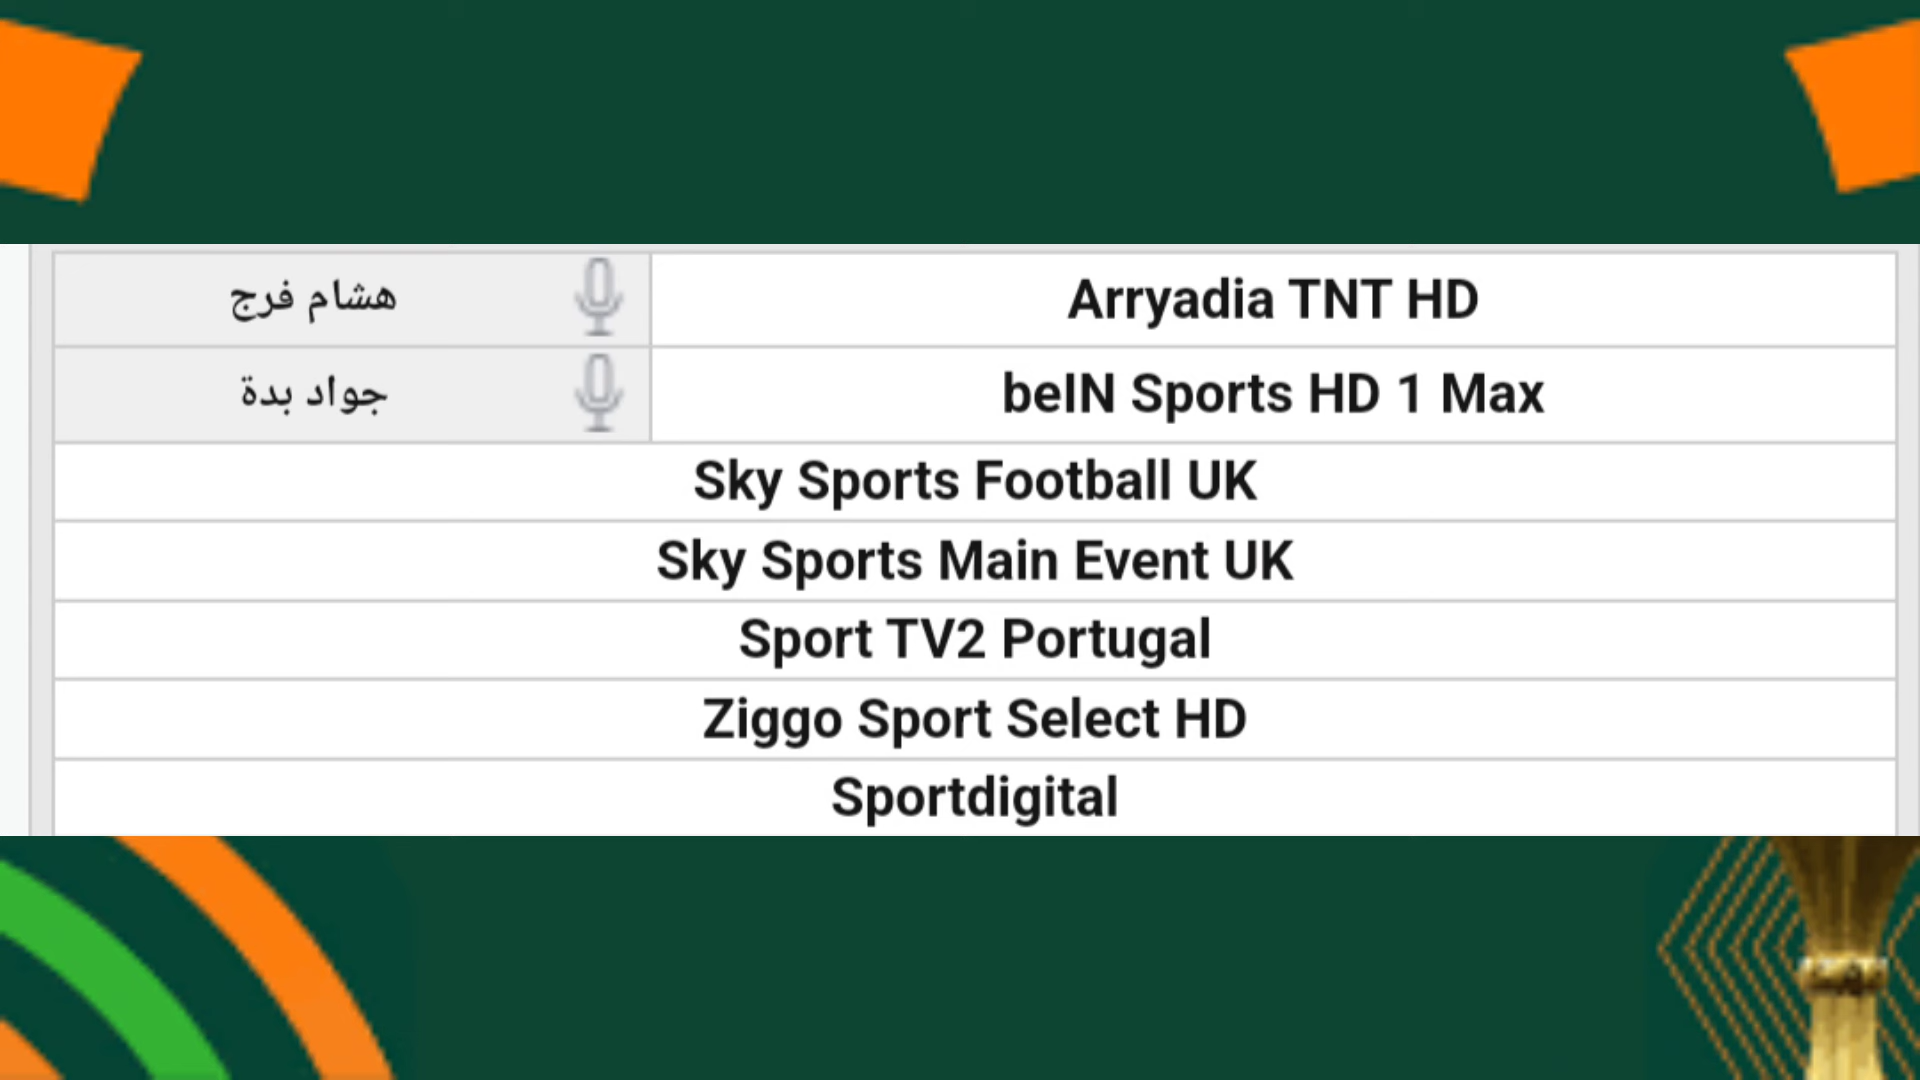 هشام فرج Arryadia TNT HD
جواد بدة beIN Sports HD 1 Max
Sky Sports Football UK
Sky Sports Main Event UK
Sport TV2 Portugal
Ziggo Sport Select HD
Sportdigital